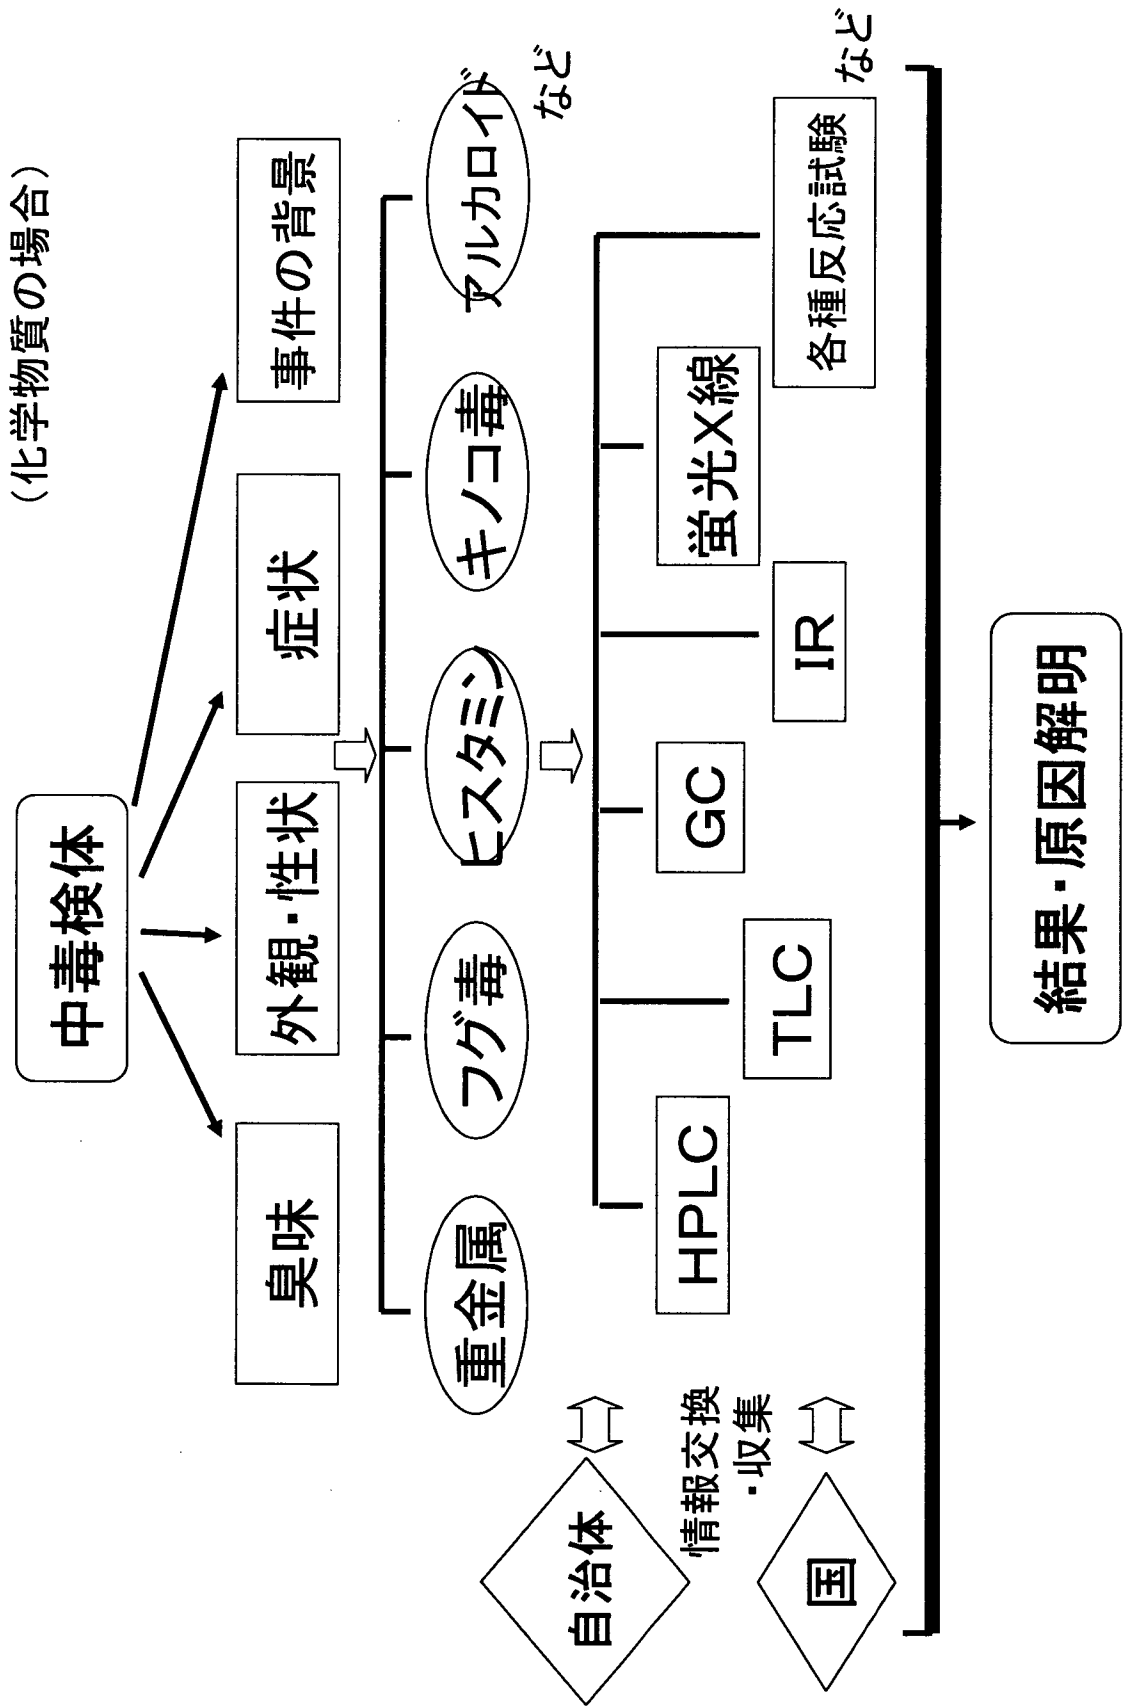 （化学物質の場合）
中毒検体
臭味
外観・性状
症状
事件の背景
重金属
フグ毒
ヒスタミン
キノコ毒
アルカロイド
など
自治体
情報交換
・収集
国
HPLC
TLC
GC
IR
蛍光X線
各種反応試験
など
結果・原因解明